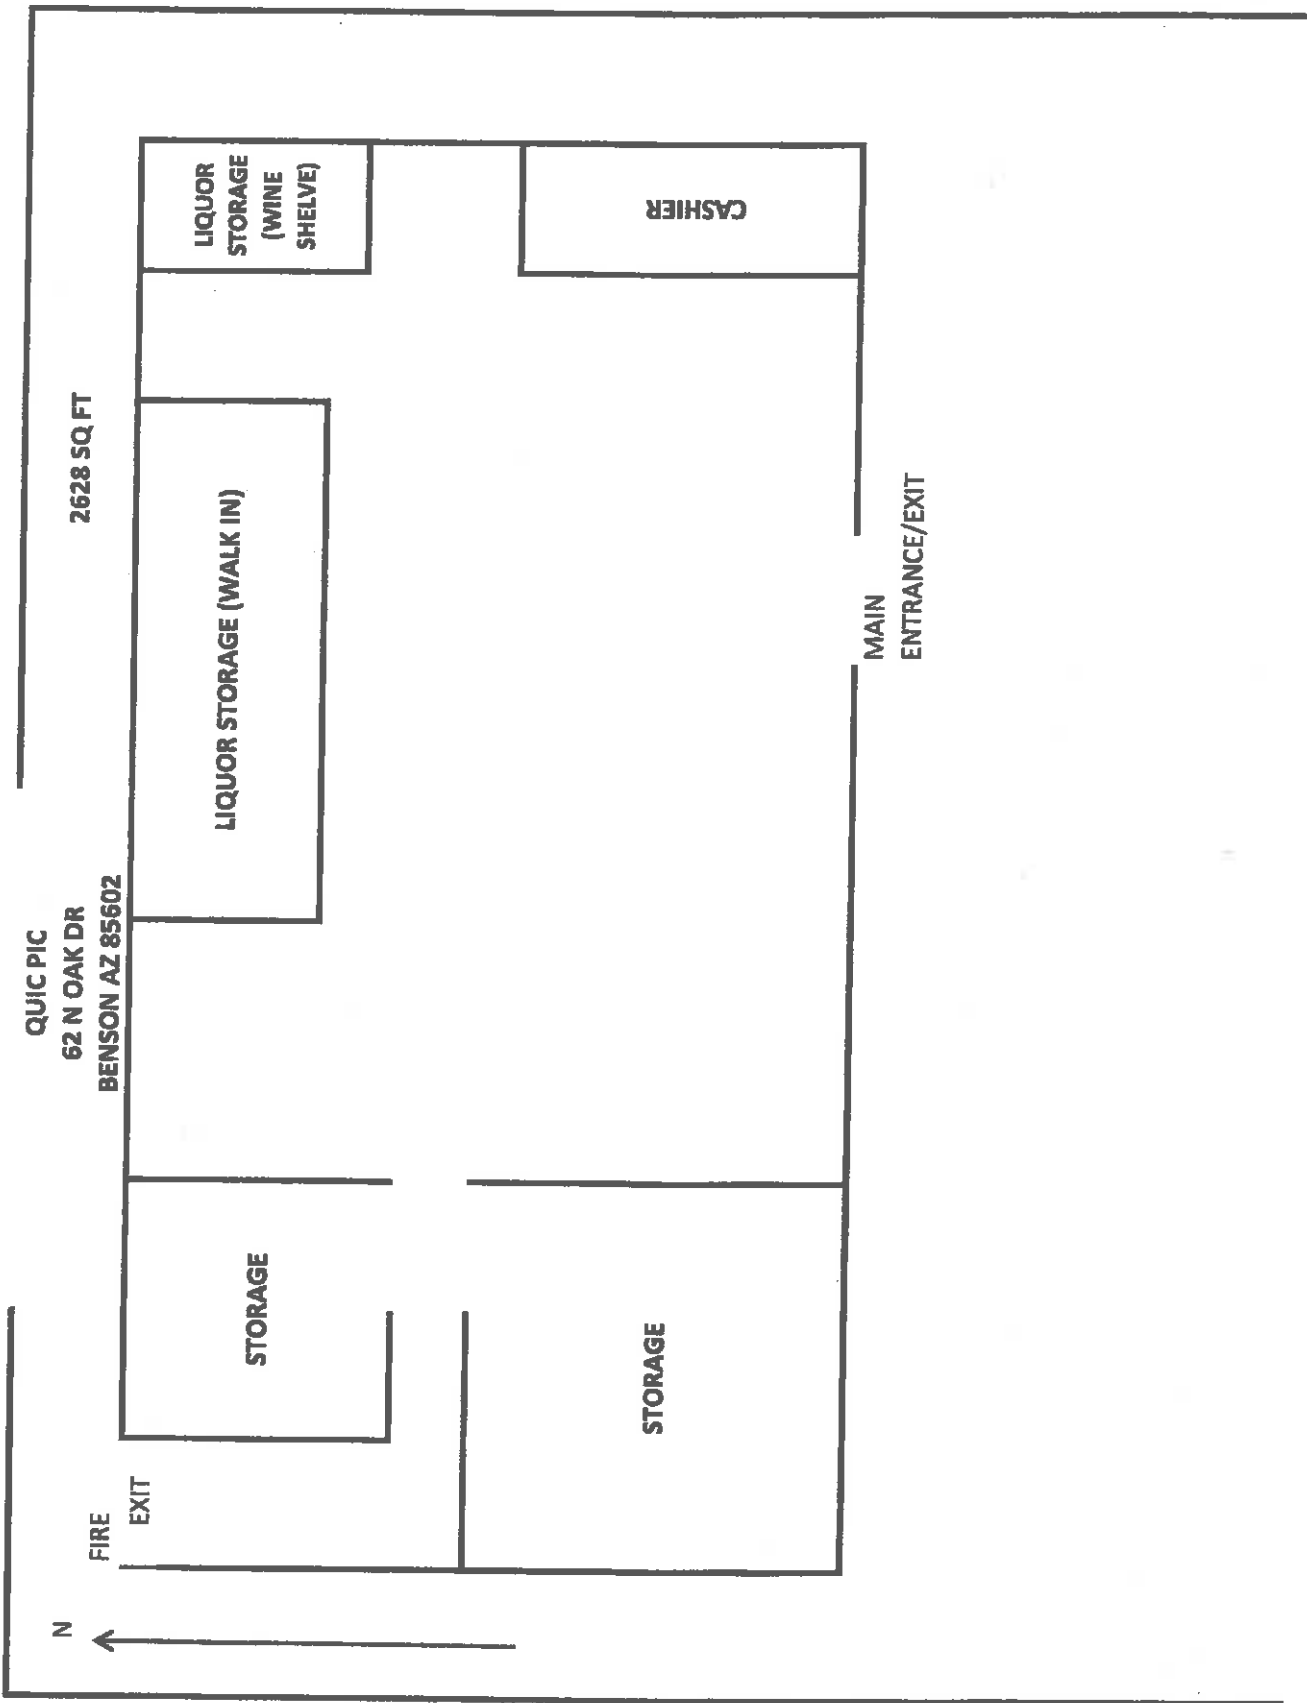 QUIC PIC
62 N OAK DR
BENSON AZ 85602
2628 SQ FT
N
FIRE
EXIT
STORAGE
LIQUOR STORAGE (WALK IN)
LIQUOR
STORAGE
(WINE
SHELVE)
STORAGE
CASHIER
MAIN
ENTRANCE/EXIT